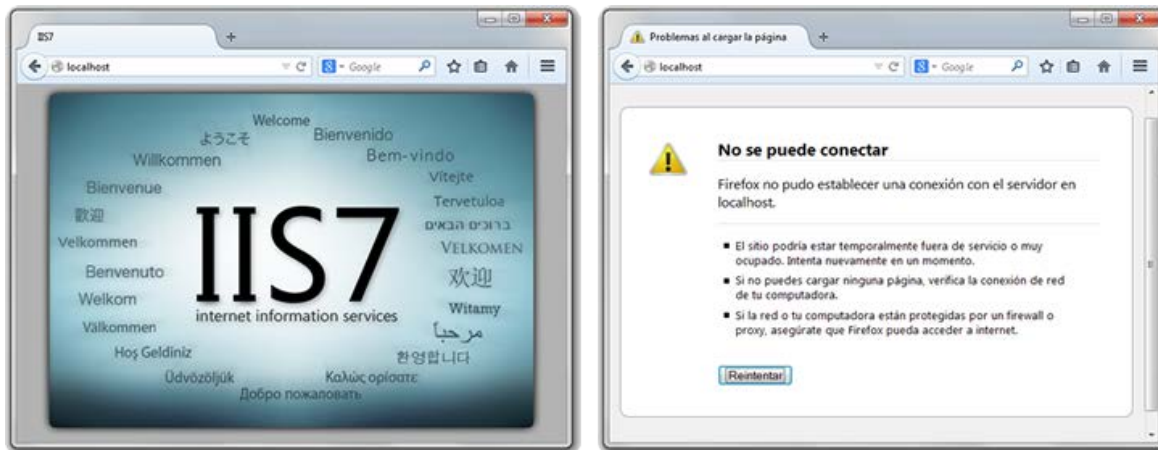 IIS7
localhost
Google
Welcome
ようこそ
Bienvenido
Willkommen
Bem-vindo
Vítejte
Bienvenue
Tervetuloa
歡迎
ברוכים הבאים
Velkommen
VELKOMEN
IIS7
Benvenuto
欢迎
Welkom
Witamy
internet information services
Välkommen
مرحباً
Hoş Geldiniz
환영합니다
Üdvözöljük
Καλώς ορίσατε
Добро пожаловать
Problemas al cargar la página
localhost
Google
No se puede conectar
Firefox no pudo establecer una conexión con el servidor en
localhost.
El sitio podría estar temporalmente fuera de servicio o muy
ocupado. Intenta nuevamente en un momento.
Si no puedes cargar ninguna página, verifica la conexión de red
de tu computadora.
Si la red o tu computadora están protegidas por un firewall o
proxy, asegúrate que Firefox pueda acceder a internet.
Reintentar